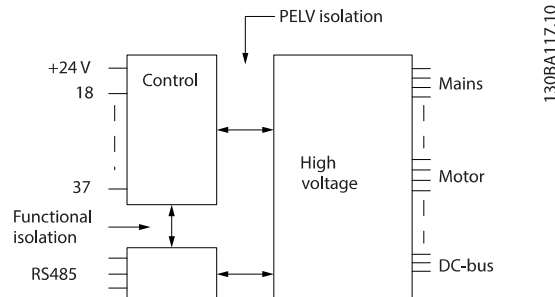 PELV isolation
130BA117.10
+24 V
Control
Mains
18
High
voltage
Motor
37
Functional
isolation
RS485
DC-bus